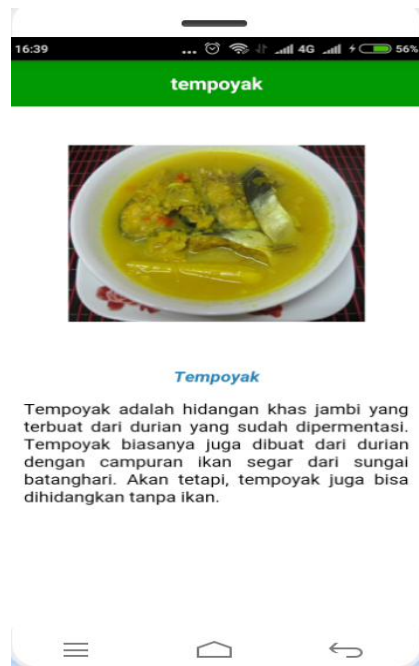 16:39 ... 4G 56%
tempoyak
Tempoyak
Tempoyak adalah hidangan khas jambi yang
terbuat dari durian yang sudah dipermentasi.
Tempoyak biasanya juga dibuat dari durian
dengan campuran ikan segar dari sungai
batanghari. Akan tetapi, tempoyak juga bisa
dihidangkan tanpa ikan.